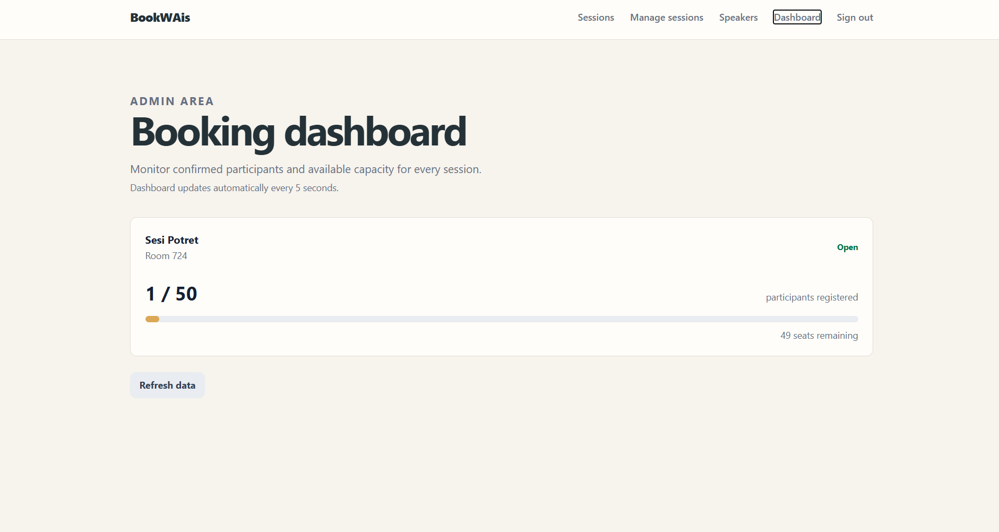 BookWAis
Sessions
Manage sessions
Speakers
Dashboard
Sign out
ADMIN AREA
Booking dashboard
Monitor confirmed participants and available capacity for every session.
Dashboard updates automatically every 5 seconds.
Sesi Potret
Room 724
Open
1 / 50
participants registered
49 seats remaining
Refresh data